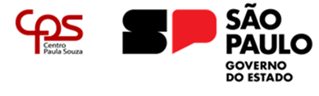 CPS
Centro
Paula Souza
SP
SÃO
PAULO
GOVERNO
DO ESTADO